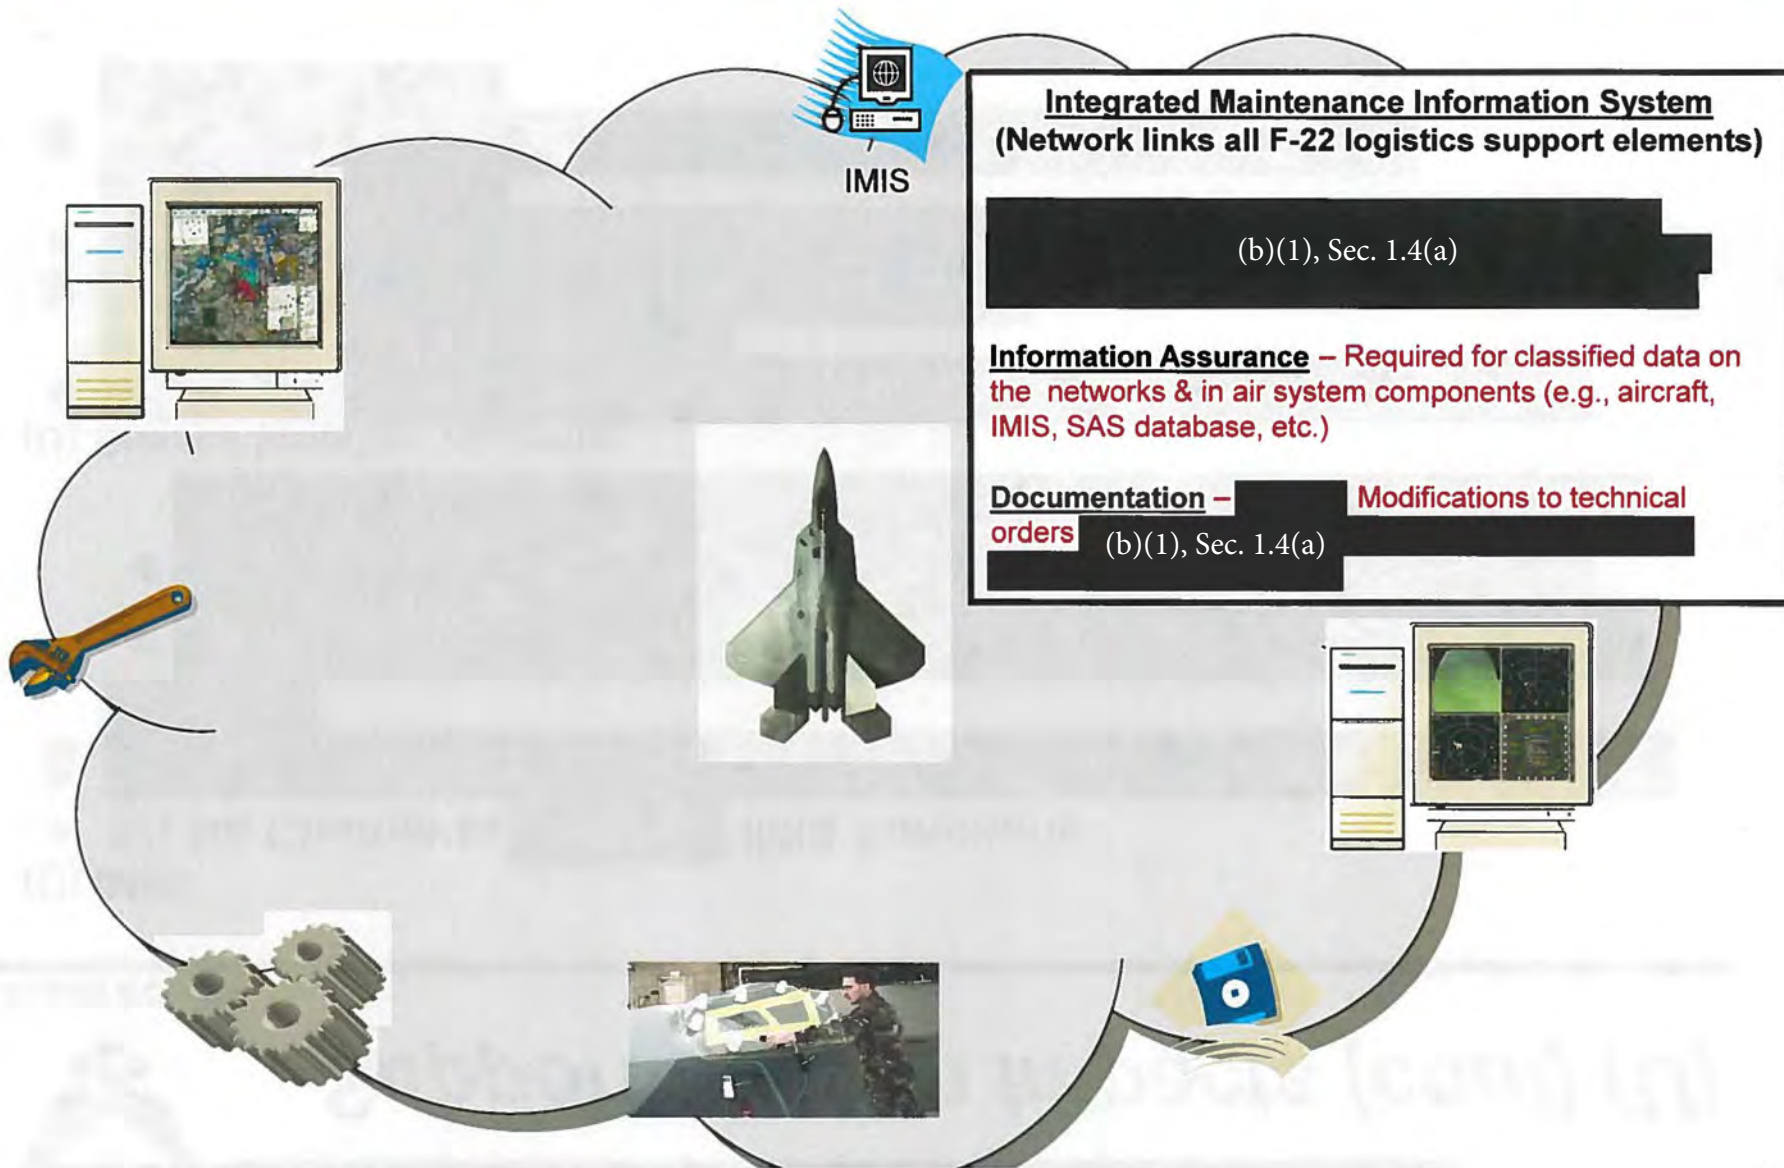 IMIS
Integrated Maintenance Information System
(Network links all F-22 logistics support elements)
(b)(1), Sec. 1.4(a)
Information Assurance – Required for classified data on
the networks & in air system components (e.g., aircraft,
IMIS, SAS database, etc.)
Documentation – Modifications to technical
orders (b)(1), Sec. 1.4(a)